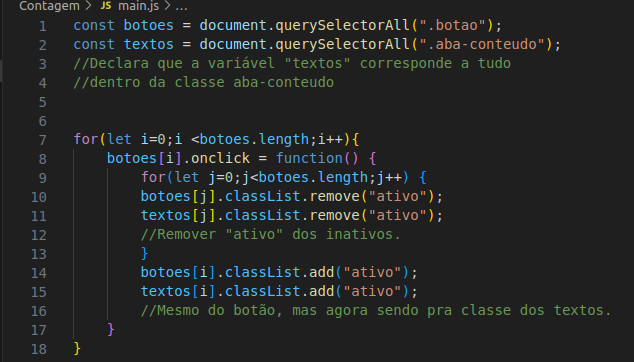 Contagem > JS main.js > ...
1 const botoes = document.querySelectorAll(".botao");
2 const textos = document.querySelectorAll(".aba-conteudo");
3 //Declara que a variável "textos" corresponde a tudo
4 //dentro da classe aba-conteudo
5
6
7 for(let i=0;i <botoes.length;i++){
8 botoes[i].onclick = function() {
9 for(let j=0;j<botoes.length;j++) {
10 botoes[j].classList.remove("ativo");
11 textos[j].classList.remove("ativo");
12 //Remover "ativo" dos inativos.
13 }
14 botoes[i].classList.add("ativo");
15 textos[i].classList.add("ativo");
16 //Mesmo do botão, mas agora sendo pra classe dos textos.
17 }
18 }